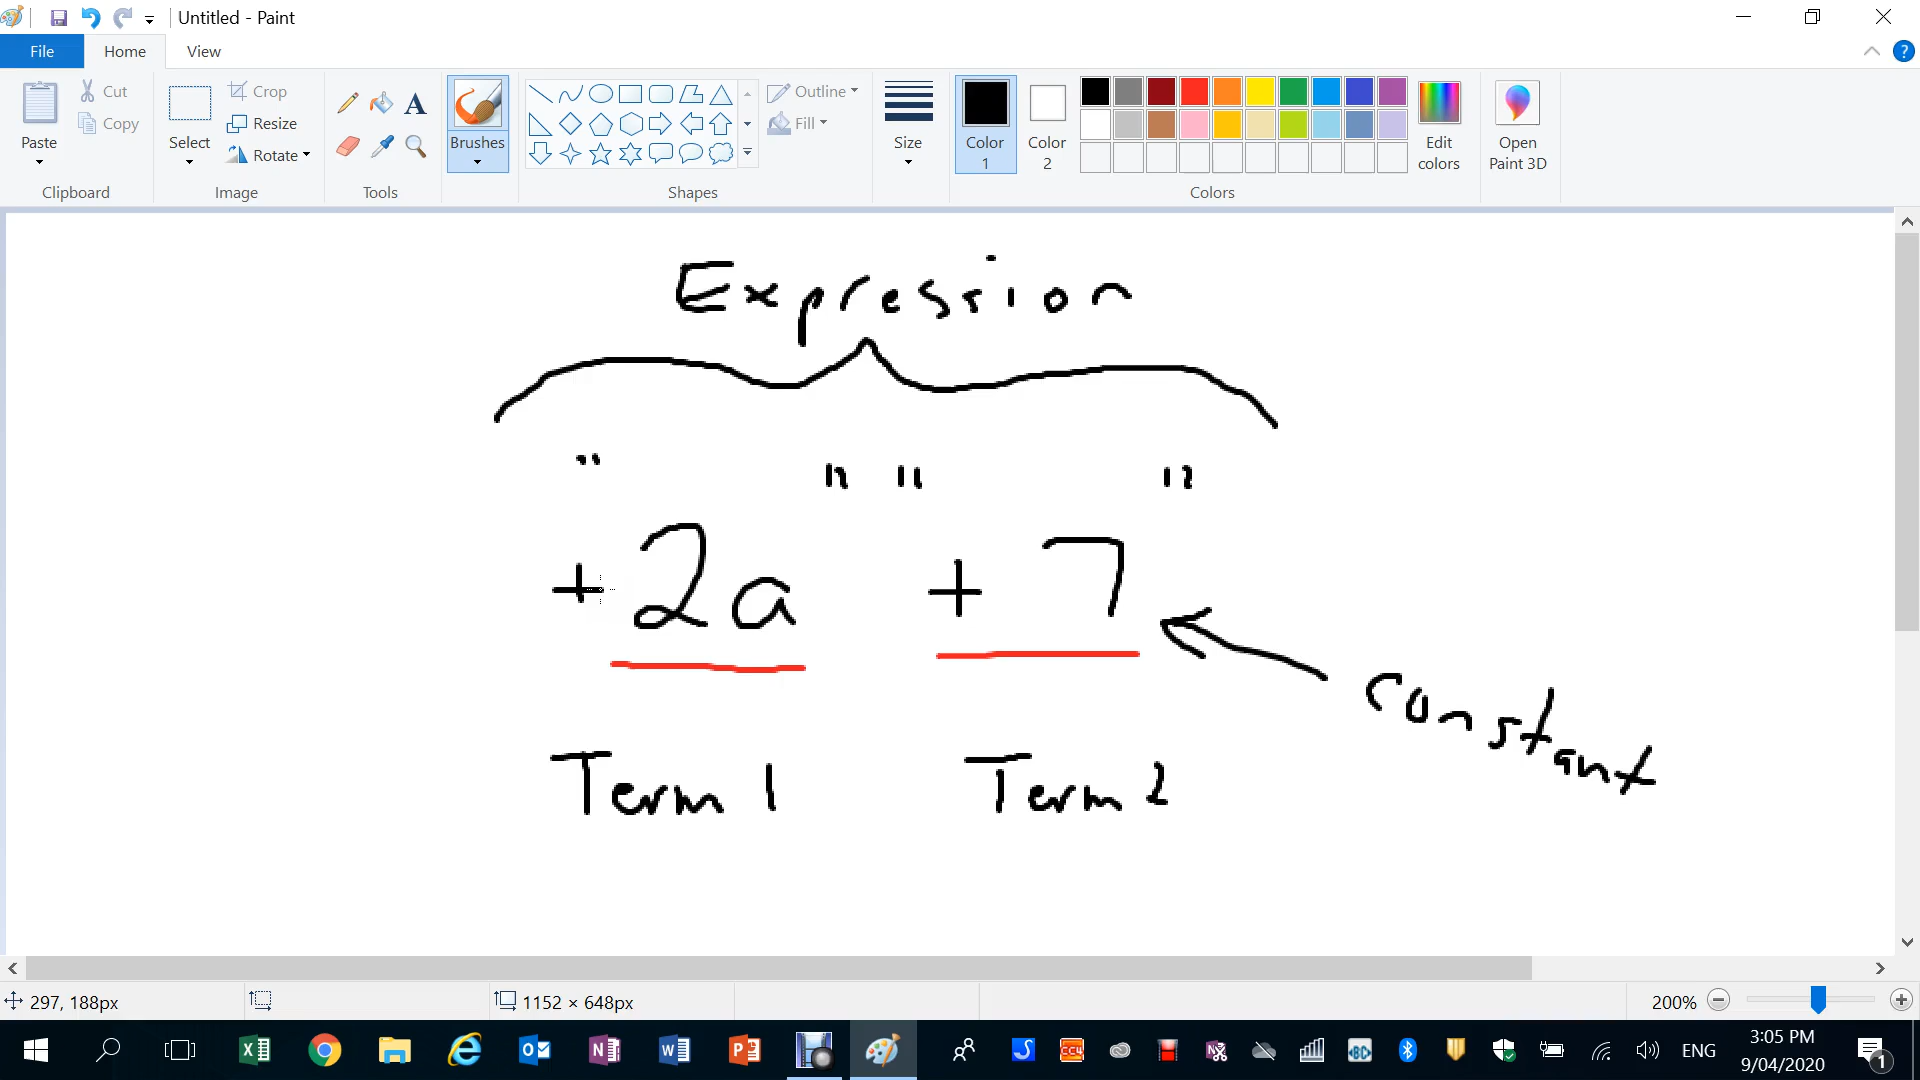 Untitled - Paint
File Home View
Paste Cut Copy Clipboard
Select Crop Resize Rotate Image
Tools
Brushes
Outline Fill Shapes
Size
Color 1 Color 2 Edit colors Colors
Open Paint 3D
Expression
" " " "
+ 2a + 7
constant
Term 1 Term 2
297, 188px 1152 × 648px 200%
3:05 PM
ENG
9/04/2020
1